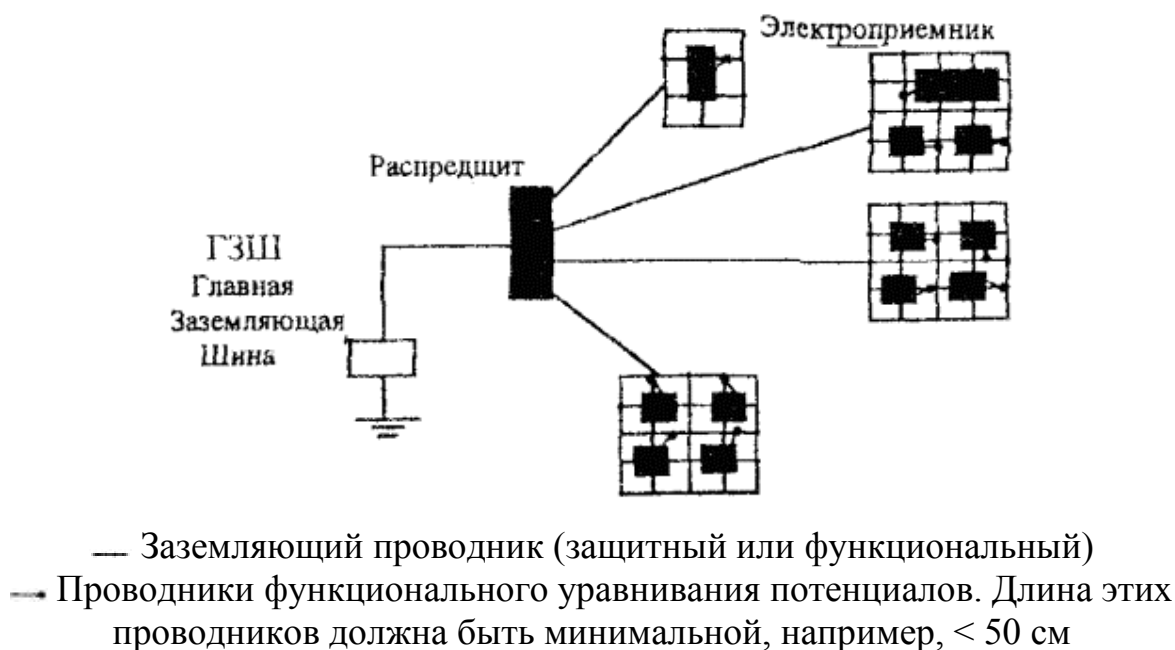 Электроприемник
Распредщит
ГЗШ
Главная
Заземляющая
Шина
Заземляющий проводник (защитный или функциональный)
Проводники функционального уравнивания потенциалов. Длина этих
проводников должна быть минимальной, например, < 50 см